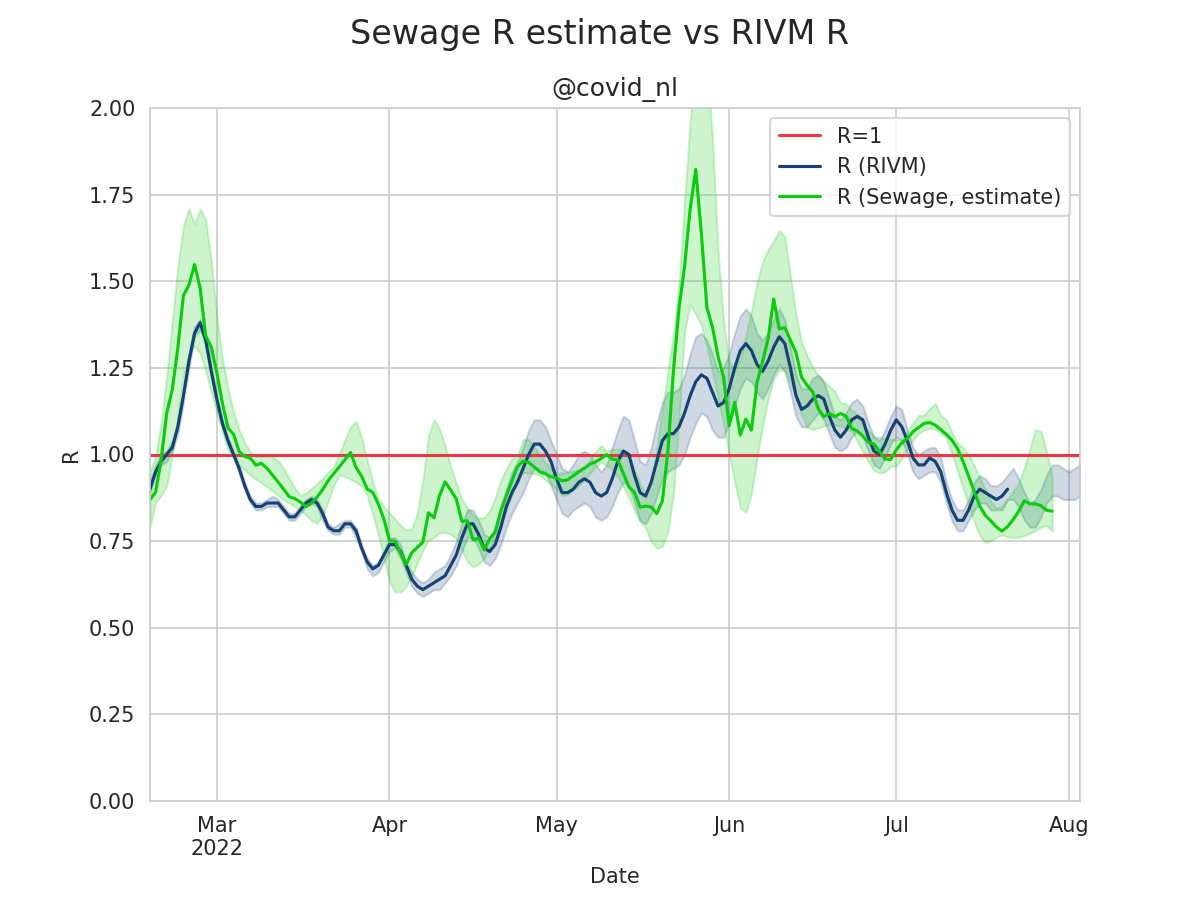 Sewage R estimate vs RIVM R
@covid_nl
R=1
R (RIVM)
R (Sewage, estimate)
2.00
1.75
1.50
1.25
1.00
0.75
0.50
0.25
0.00
R
Mar
2022
Apr
May
Jun
Jul
Aug
Date